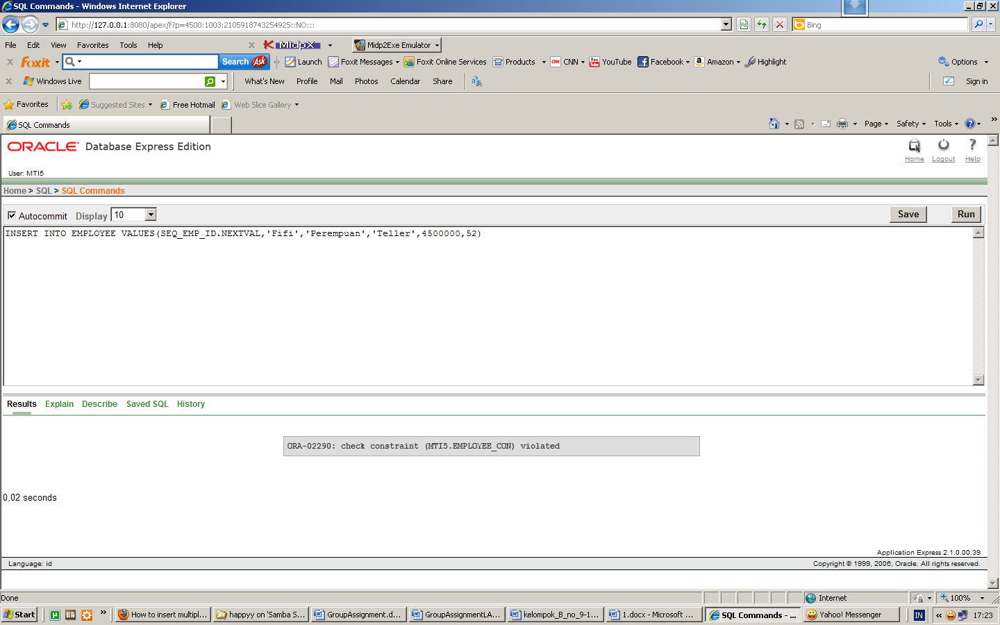 SQL Commands - Windows Internet Explorer
http://127.0.0.1:8080/apex/f?p=4500:1003:2105918743254925::NO:::
Bing
File Edit View Favorites Tools Help
MidpX
Midp2Exe Emulator
foxit
Search Ask
Launch Foxit Messages Foxit Online Services Products CNN YouTube Facebook Amazon Highlight
Options
Windows Live
What's New Profile Mail Photos Calendar Share
Sign in
Favorites Suggested Sites Free Hotmail Web Slice Gallery
SQL Commands
Page Safety Tools
ORACLE Database Express Edition
Home Logout Help
User: MTI5
Home > SQL > SQL Commands
Autocommit Display 10
Save Run
INSERT INTO EMPLOYEE VALUES(SEQ_EMP_ID.NEXTVAL,'Fifi','Perempuan','Teller',4500000,52)
Results Explain Describe Saved SQL History
ORA-02290: check constraint (MTI5.EMPLOYEE_CON) violated
0,02 seconds
Application Express 2.1.0.00.39
Language: id
Copyright © 1999, 2006, Oracle. All rights reserved.
Done
Internet
100%
Start
How to insert multipl...
happyy on 'Samba S...
GroupAssignment.d...
GroupAssignmentLA...
kelompok_B_no_9-1...
1.docx - Microsoft ...
SQL Commands - ...
Yahoo! Messenger
IN
17:23